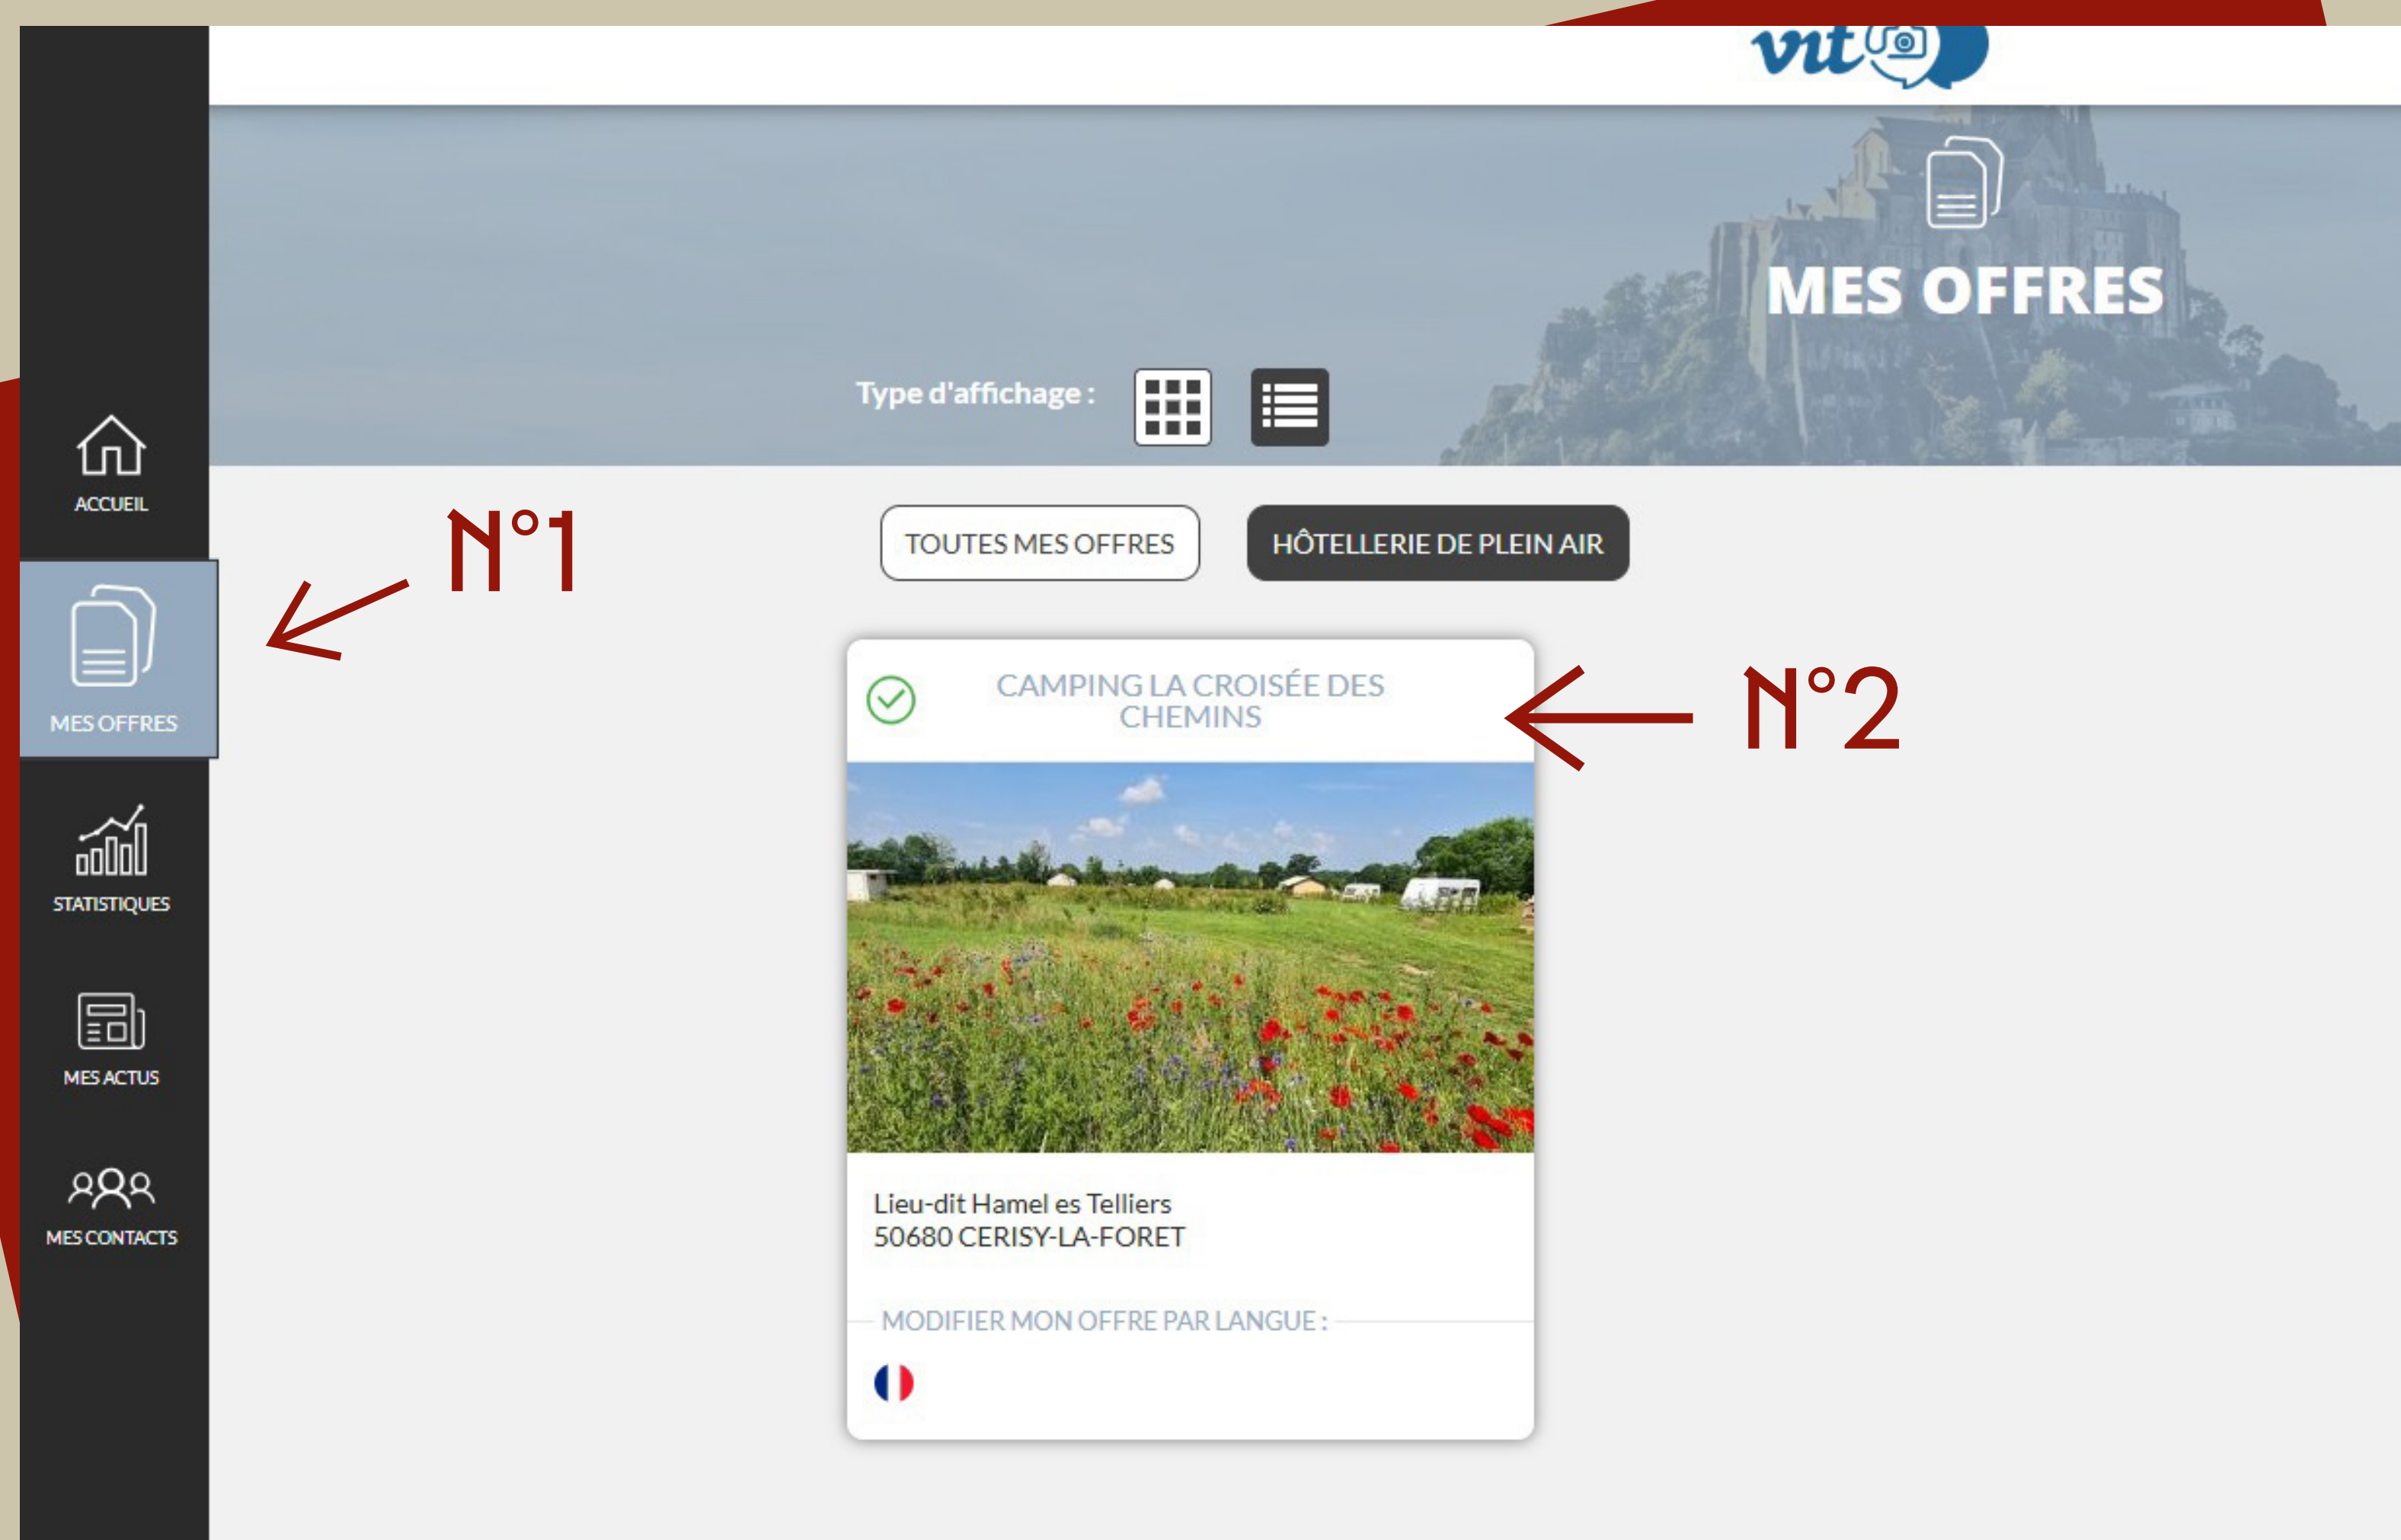 vit
MES OFFRES
Type d'affichage :
ACCUEIL
N°1
TOUTES MES OFFRES
HÔTELLERIE DE PLEIN AIR
MES OFFRES
CAMPING LA CROISÉE DES
CHEMINS
N°2
STATISTIQUES
MES ACTUS
MES CONTACTS
Lieu-dit Hamel es Telliers
50680 CERISY-LA-FORET
MODIFIER MON OFFRE PAR LANGUE :